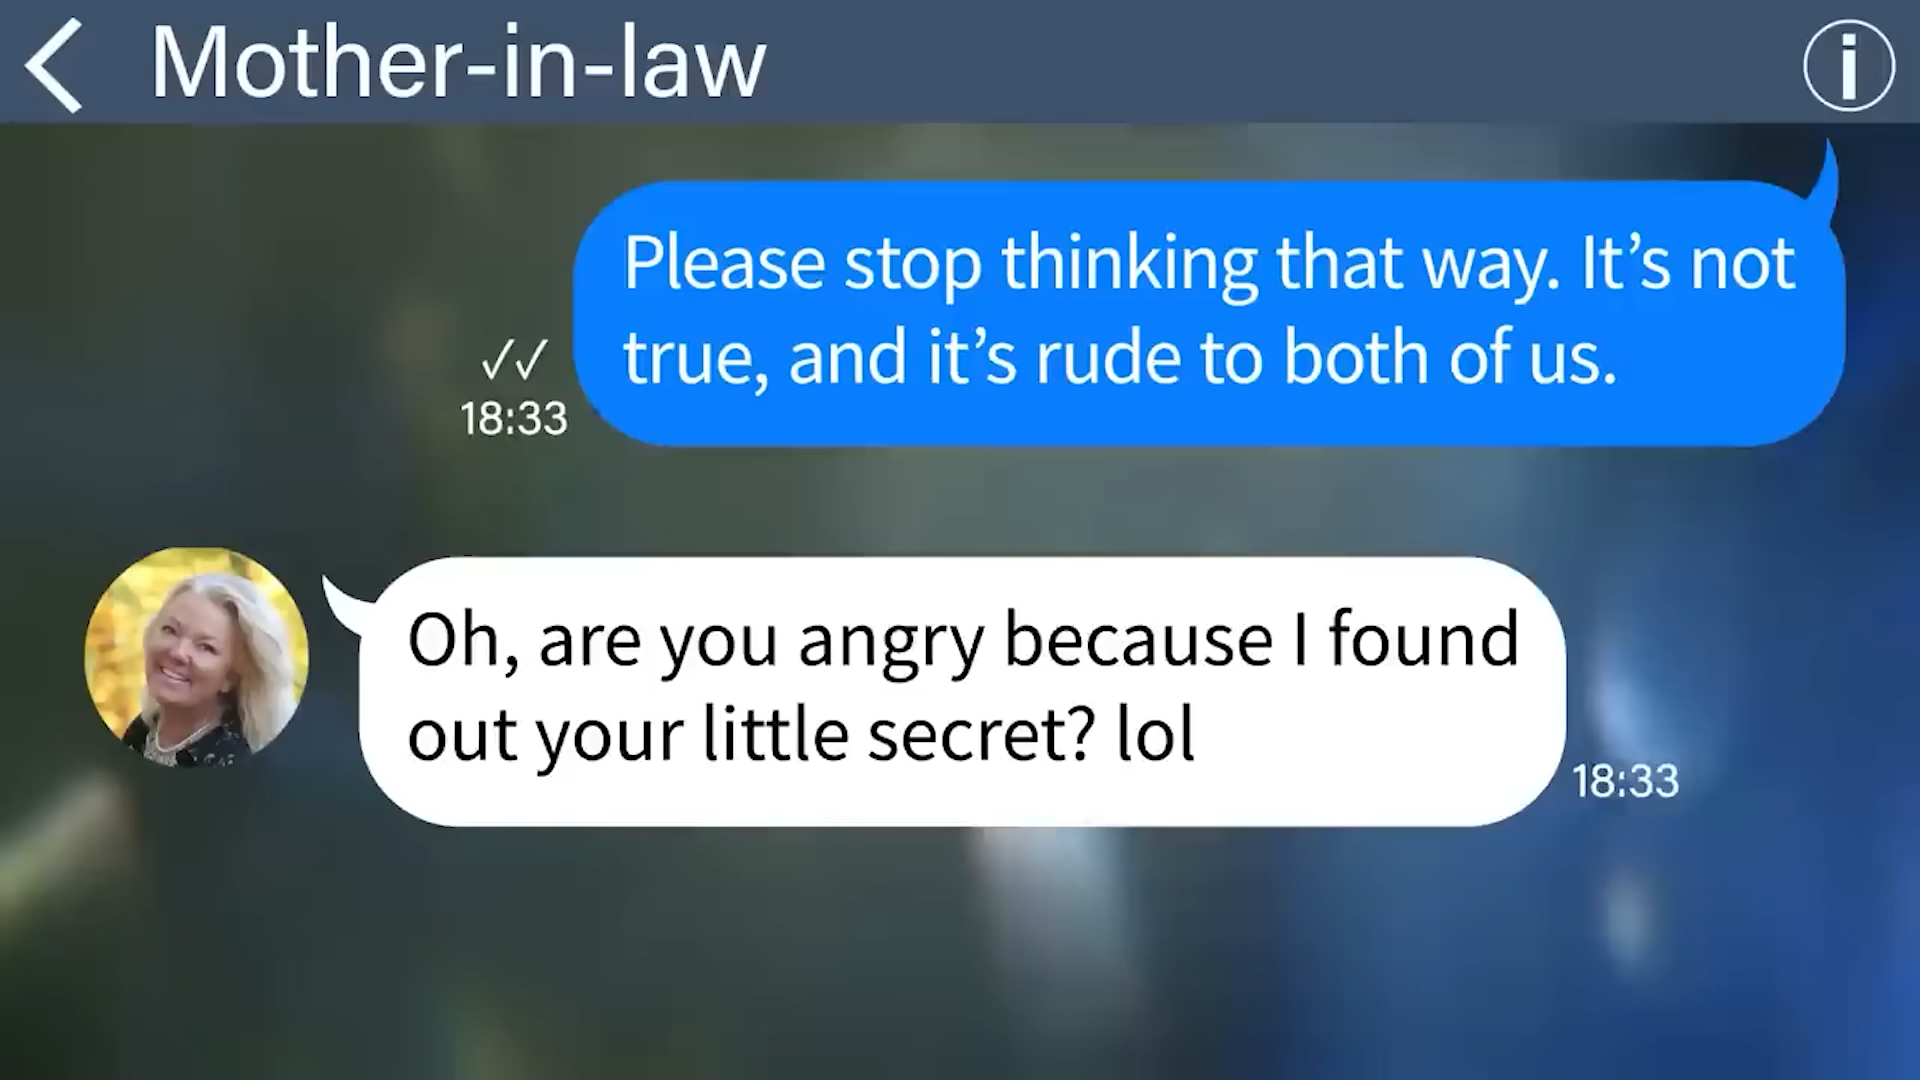 Mother-in-law
Please stop thinking that way. It’s not
true, and it’s rude to both of us.
✓✓
18:33
Oh, are you angry because I found
out your little secret? lol
18:33